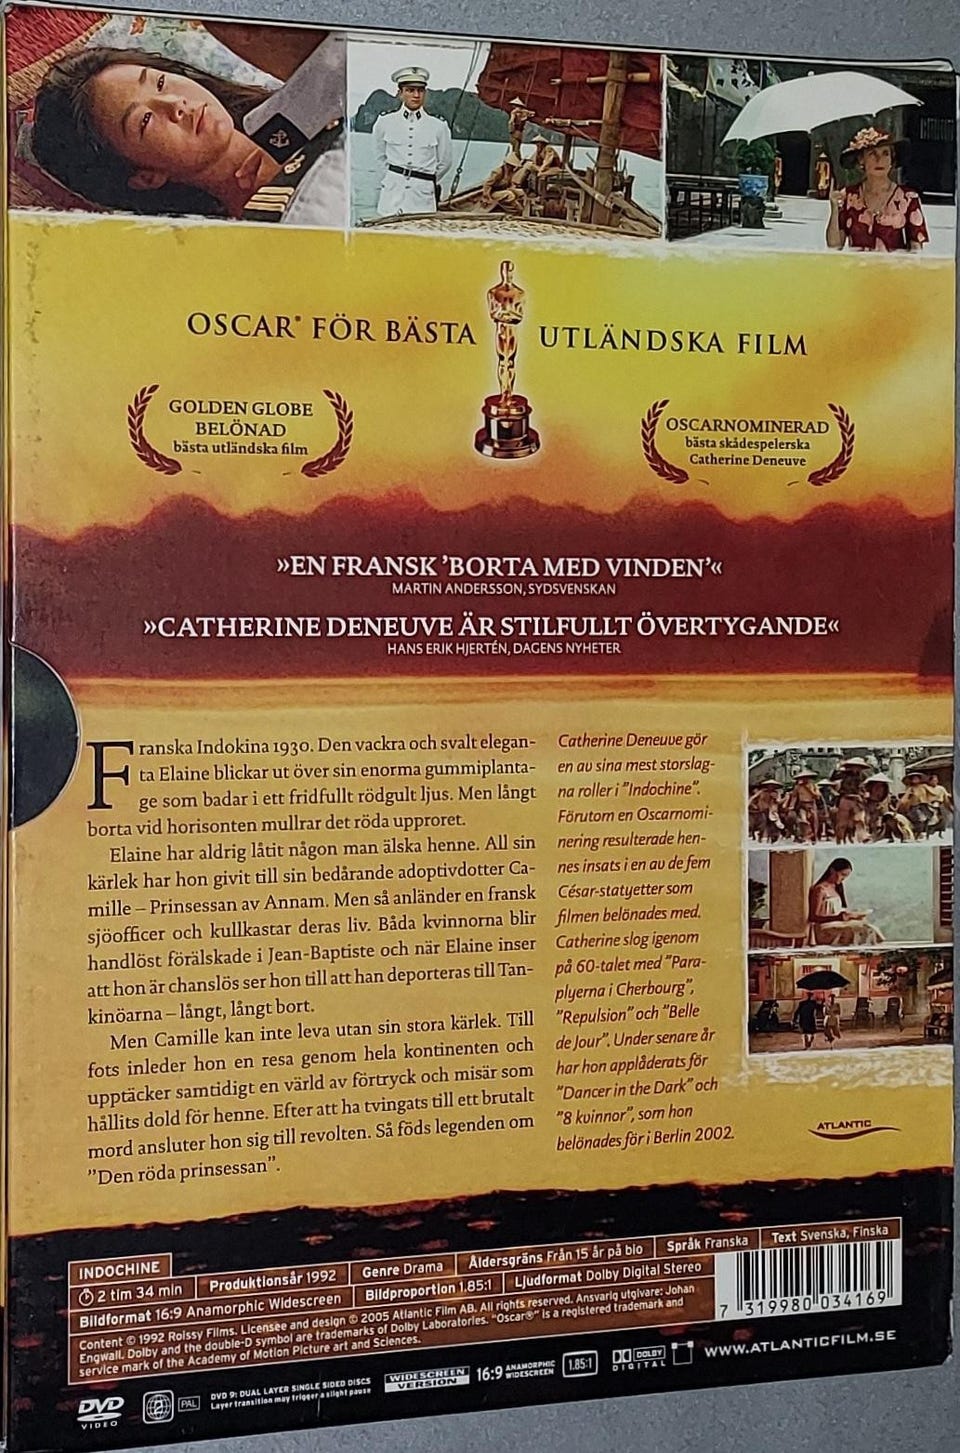 OSCAR® FÖR BÄSTA UTLÄNDSKA FILM
GOLDEN GLOBE
BELÖNAD
bästa utländska film
OSCARNOMINERAD
bästa skådespelerska
Catherine Deneuve
»EN FRANSK ’BORTA MED VINDEN’«
MARTIN ANDERSSON, SYDSVENSKAN
»CATHERINE DENEUVE ÄR STILFULLT ÖVERTYGANDE«
HANS ERIK HJERTÉN, DAGENS NYHETER
Franska Indokina 1930. Den vackra och svalt elegan-
ta Elaine blickar ut över sin enorma gummiplanta-
ge som badar i ett fridfullt rödgult ljus. Men långt
borta vid horisonten mullrar det röda upproret.
Elaine har aldrig låtit någon man älska henne. All sin
kärlek har hon givit till sin bedårande adoptivdotter Ca-
mille – Prinsessan av Annam. Men så anländer en fransk
sjöofficer och kullkastar deras liv. Båda kvinnorna blir
handlöst förälskade i Jean-Baptiste och när Elaine inser
att hon är chanslös ser hon till att han deporteras till Tan-
kinöarna – långt, långt bort.
Men Camille kan inte leva utan sin stora kärlek. Till
fots inleder hon en resa genom hela kontinenten och
upptäcker samtidigt en värld av förtryck och misär som
hållits dold för henne. Efter att ha tvingats till ett brutalt
mord ansluter hon sig till revolten. Så föds legenden om
”Den röda prinsessan”.
Catherine Deneuve gör
en av sina mest storslag-
na roller i ”Indochine”.
Förutom en Oscarnomi-
nering resulterade hen-
nes insats i en av de fem
César-statyetter som
filmen belönades med.
Catherine slog igenom
på 60-talet med ”Para-
plyerna i Cherbourg”,
”Repulsion” och ”Belle
de Jour”. Under senare år
har hon applåderats för
”Dancer in the Dark” och
”8 kvinnor”, som hon
belönades för i Berlin 2002.
ATLANTIC
INDOCHINE
2 tim 34 min Produktionsår 1992 Genre Drama Åldersgräns Från 15 år på bio Språk Franska Text Svenska, Finska
Bildformat 16:9 Anamorphic Widescreen Bildproportion 1.85:1 Ljudformat Dolby Digital Stereo
Content © 1992 Roissy Films. Licensee and design © 2005 Atlantic Film AB. All rights reserved. Ansvarig utgivare: Johan
Engwall. Dolby and the double-D symbol are trademarks of Dolby Laboratories. "Oscar®" is a registered trademark and
service mark of the Academy of Motion Picture art and Sciences.
7 319980 034169
DVD
VIDEO
2
PAL
DVD 9: DUAL LAYER SINGLE SIDED DISCS
Layer transition may trigger a slight pause
WIDESCREEN
VERSION
16:9 ANAMORPHIC
WIDESCREEN
1.85:1
DOLBY
DIGITAL
WWW.ATLANTICFILM.SE